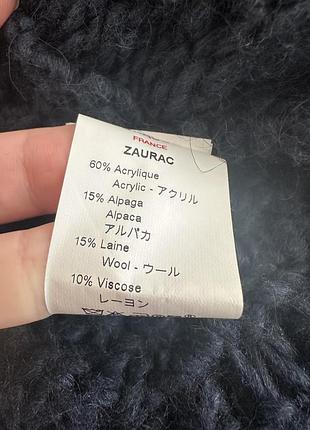 FRANCE
ZAURAC
60% Acrylique
Acrylic - アクリル
15% Alpaga
Alpaca
アルパカ
15% Laine
Wool - ウール
10% Viscose
レーヨン